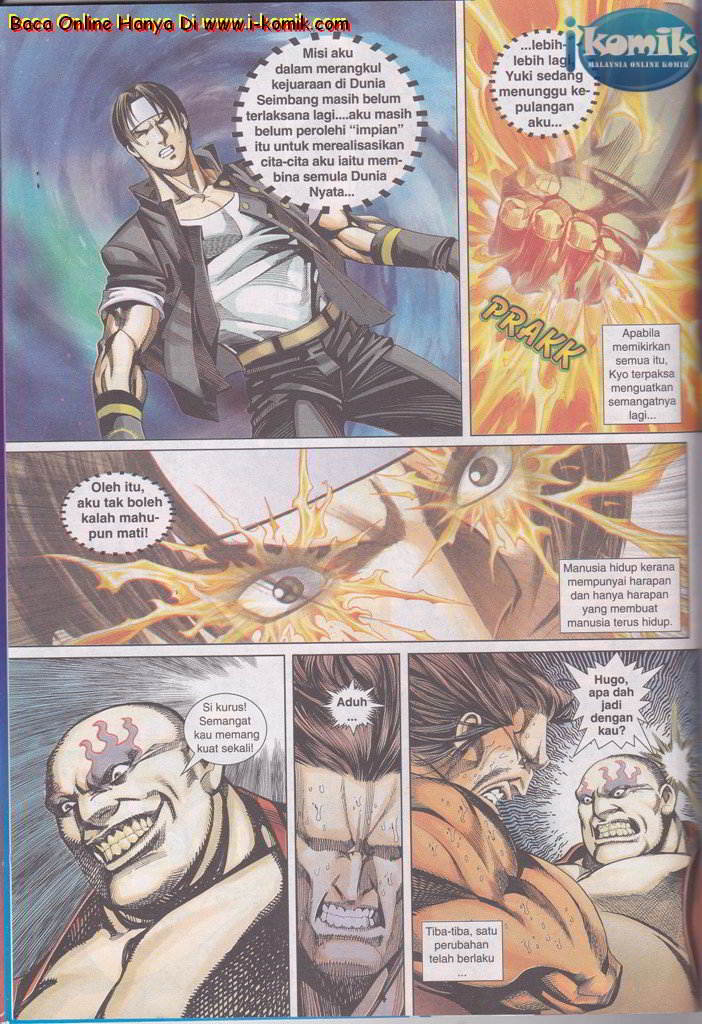 Baca Online Hanya Di www.i-komik.com
ikomik
MALAYSIA ONLINE KOMIK
Misi aku
dalam merangkul
kejuaraan di Dunia
Seimbang masih belum
terlaksana lagi....aku masih
belum perolehi “impian”
itu untuk merealisasikan
cita-cita aku iaitu mem-
bina semula Dunia
Nyata...
...lebih-
lebih lagi,
Yuki sedang
menunggu ke-
pulangan
aku...
PRAKK
Apabila
memikirkan
semua itu,
Kyo terpaksa
menguatkan
semangatnya
lagi...
Oleh itu,
aku tak boleh
kalah mahu-
pun mati!
Manusia hidup kerana
mempunyai harapan
dan hanya harapan
yang membuat
manusia terus hidup.
Si kurus!
Semangat
kau memang
kuat sekali!
Aduh
...
Hugo,
apa dah
jadi
dengan
kau?
Tiba-tiba, satu
perubahan
telah berlaku
...